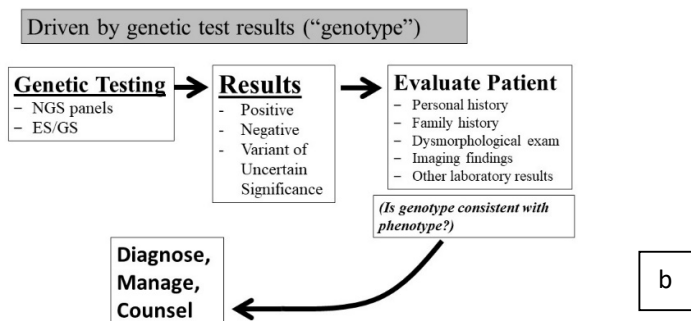 Driven by genetic test results (“genotype”)
Genetic Testing
– NGS panels
– ES/GS
Results
- Positive
- Negative
- Variant of
Uncertain
Significance
Evaluate Patient
– Personal history
– Family history
– Dysmorphological exam
– Imaging findings
– Other laboratory results
(Is genotype consistent with
phenotype?)
Diagnose,
Manage,
Counsel
b